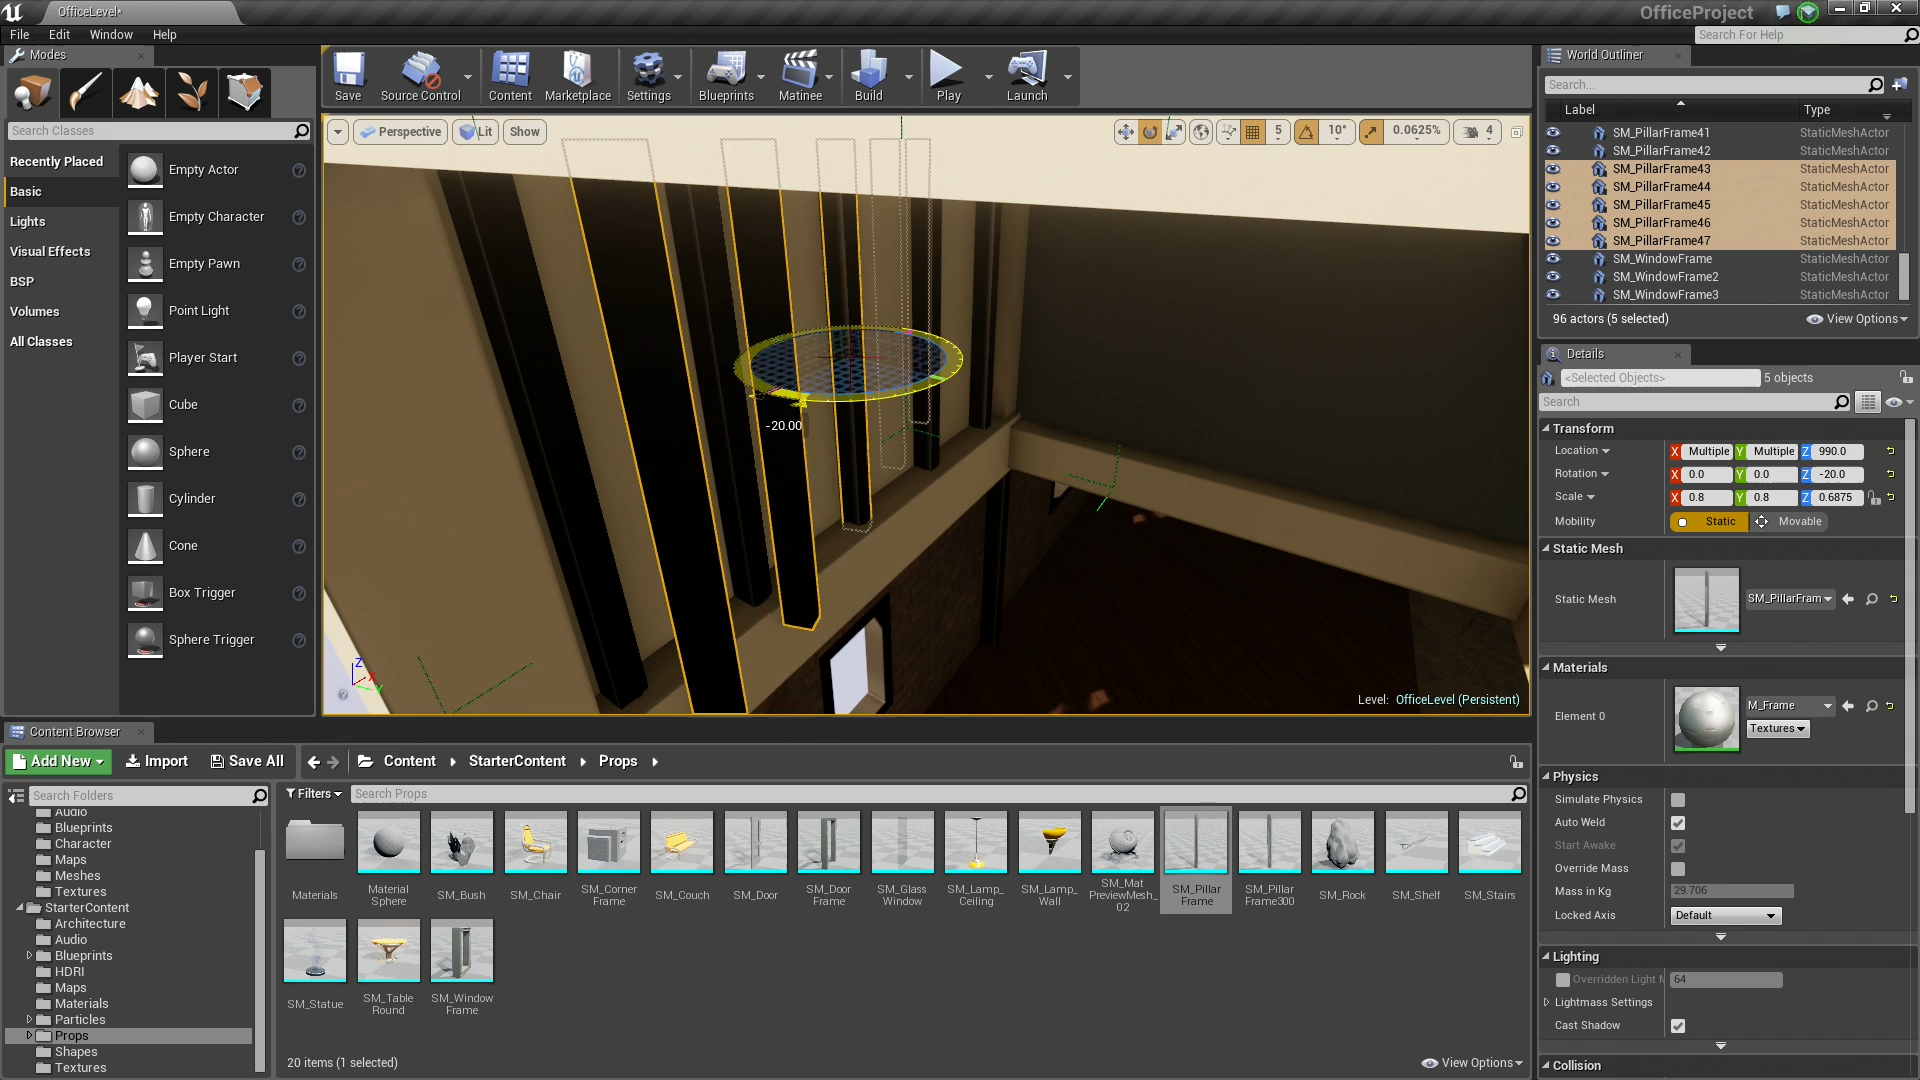 OfficeLevel*
OfficeProject
File Edit Window Help
Search For Help
Modes
Search Classes
Recently Placed
Basic
Lights
Visual Effects
BSP
Volumes
All Classes
Empty Actor
Empty Character
Empty Pawn
Point Light
Player Start
Cube
Sphere
Cylinder
Cone
Box Trigger
Sphere Trigger
Save
Source Control
Content
Marketplace
Settings
Blueprints
Matinee
Build
Play
Launch
Perspective
Lit
Show
5
10°
0.0625%
4
-20.00
Z
X
Y
Level: OfficeLevel (Persistent)
World Outliner
Search...
Label Type
SM_PillarFrame41 StaticMeshActor
SM_PillarFrame42 StaticMeshActor
SM_PillarFrame43 StaticMeshActor
SM_PillarFrame44 StaticMeshActor
SM_PillarFrame45 StaticMeshActor
SM_PillarFrame46 StaticMeshActor
SM_PillarFrame47 StaticMeshActor
SM_WindowFrame StaticMeshActor
SM_WindowFrame2 StaticMeshActor
SM_WindowFrame3 StaticMeshActor
96 actors (5 selected)
View Options
Details
<Selected Objects> 5 objects
Search
Transform
Location X Multiple Y Multiple Z 990.0
Rotation X 0.0 Y 0.0 Z -20.0
Scale X 0.8 Y 0.8 Z 0.6875
Mobility Static Movable
Static Mesh
Static Mesh SM_PillarFram
Materials
Element 0 M_Frame
Textures
Physics
Simulate Physics
Auto Weld
Start Awake
Override Mass
Mass in Kg 29.706
Locked Axis Default
Lighting
Overridden Light M 64
Lightmass Settings
Cast Shadow
Collision
Content Browser
Add New Import Save All Content StarterContent Props
Search Folders
Filters Search Props
Audio
Blueprints
Character
Maps
Meshes
Textures
StarterContent
Architecture
Audio
Blueprints
HDRI
Maps
Materials
Particles
Props
Shapes
Textures
Materials
Material
Sphere
SM_Bush
SM_Chair
SM_Corner
Frame
SM_Couch
SM_Door
SM_Door
Frame
SM_Glass
Window
SM_Lamp_
Ceiling
SM_Lamp_
Wall
SM_Mat
PreviewMesh_
02
SM_Pillar
Frame
SM_Pillar
Frame300
SM_Rock
SM_Shelf
SM_Stairs
SM_Statue
SM_Table
Round
SM_Window
Frame
20 items (1 selected)
View Options